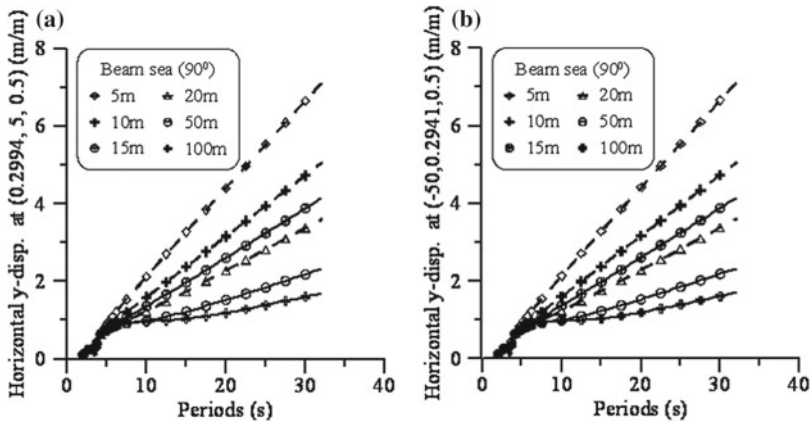 (a)
Horizontal y-disp. at (0.2994, 5, 0.5) (m/m)
8
6
4
2
0
Beam sea (90⁰)
5m 20m
10m 50m
15m 100m
0 10 20 30 40
Periods (s)
(b)
Horizontal y-disp. at (-50,0.2941,0.5) (m/m)
8
6
4
2
0
Beam sea (90⁰)
5m 20m
10m 50m
15m 100m
0 10 20 30 40
Periods (s)